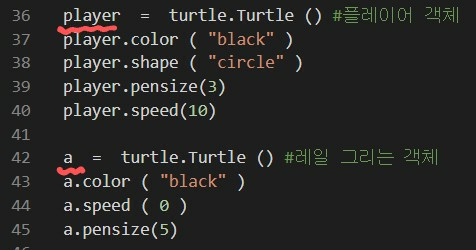 36 player = turtle.Turtle () #플레이어 객체
37 player.color ( "black" )
38 player.shape ( "circle" )
39 player.pensize(3)
40 player.speed(10)
41
42 a = turtle.Turtle () #레일 그리는 객체
43 a.color ( "black" )
44 a.speed ( 0 )
45 a.pensize(5)